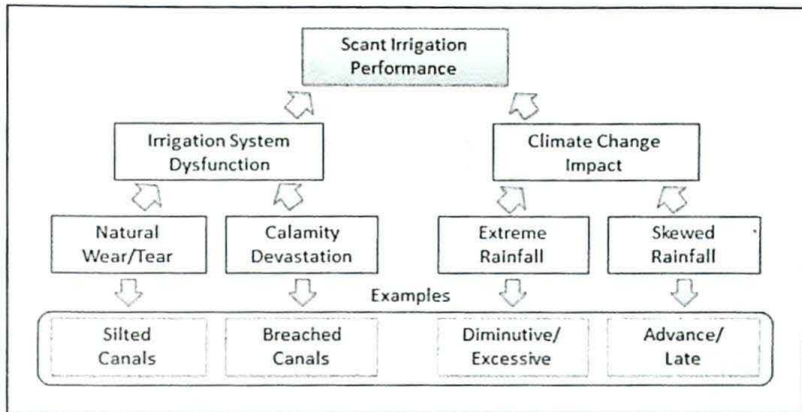 Scant Irrigation
Performance
Irrigation System
Dysfunction
Climate Change
Impact
Natural
Wear/Tear
Calamity
Devastation
Extreme
Rainfall
Skewed
Rainfall
Examples
Silted
Canals
Breached
Canals
Diminutive/
Excessive
Advance/
Late